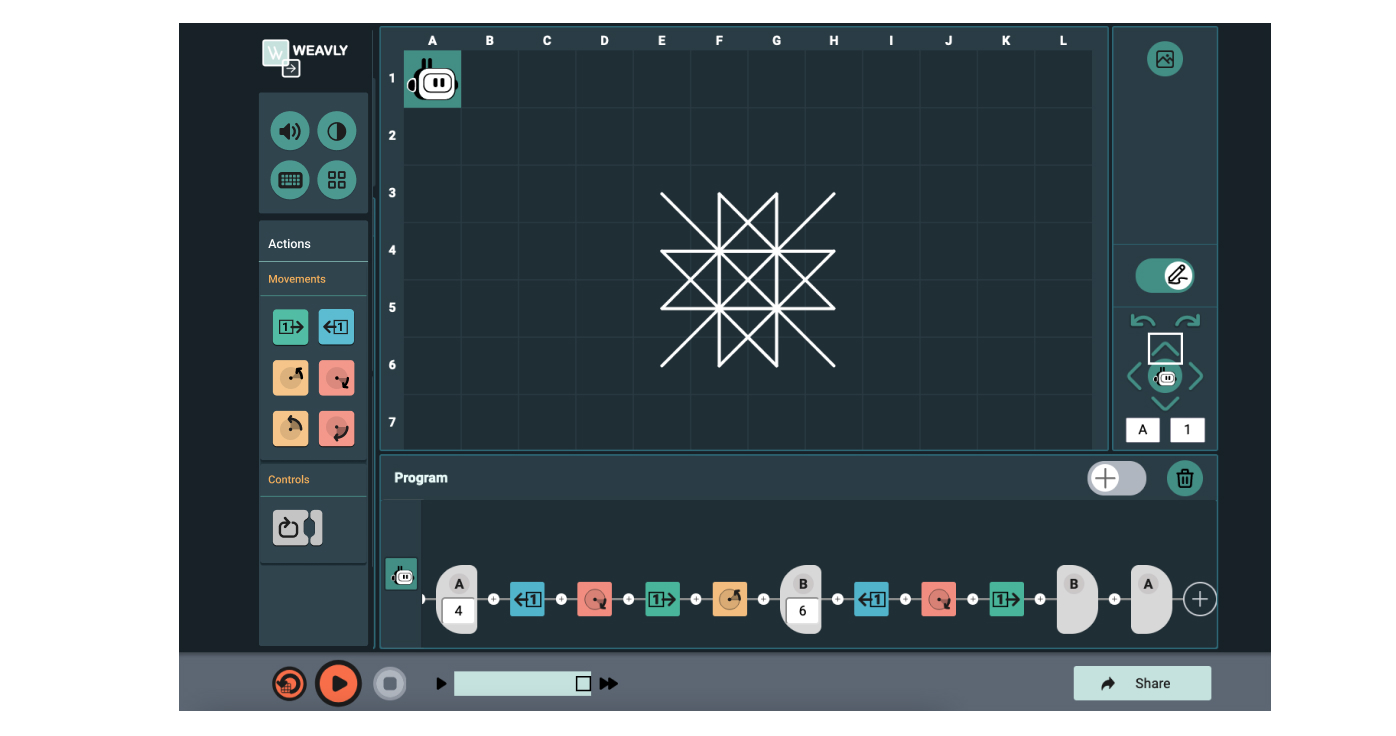 W WEAVLY
A B C D E F G H I J K L
1
2
3
4
5
6
7
Actions
Movements
1 1
Controls
A 1
Program
A B B A
4 1 1 6 1 1
Share